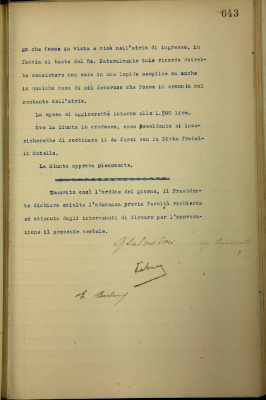 643
go che fosse in vista e cioè nell'atrio di ingresso, in
faccia al busto del Re. Naturalmente tale ricordo dovreb-
be consistere non solo in una lapide semplice ma anche
in qualche cosa di più decoroso che fosse in armonia col
restante dell'atrio.
La spesa si aggirerebbe intorno alle 1.500 lire.
Ove la Giunta lo credesse, esso Presidente si inca-
richerebbe di combinare il da farsi con la Ditta Fratel-
li
La Giunta approva pienamente.
Esaurito così l'ordine del giorno, il Presiden-
te dichiara sciolta l'adunanza previa facoltà richiesta
ed ottenuta dagli intervenuti di firmare per l'approva-
zione il presente verbale.